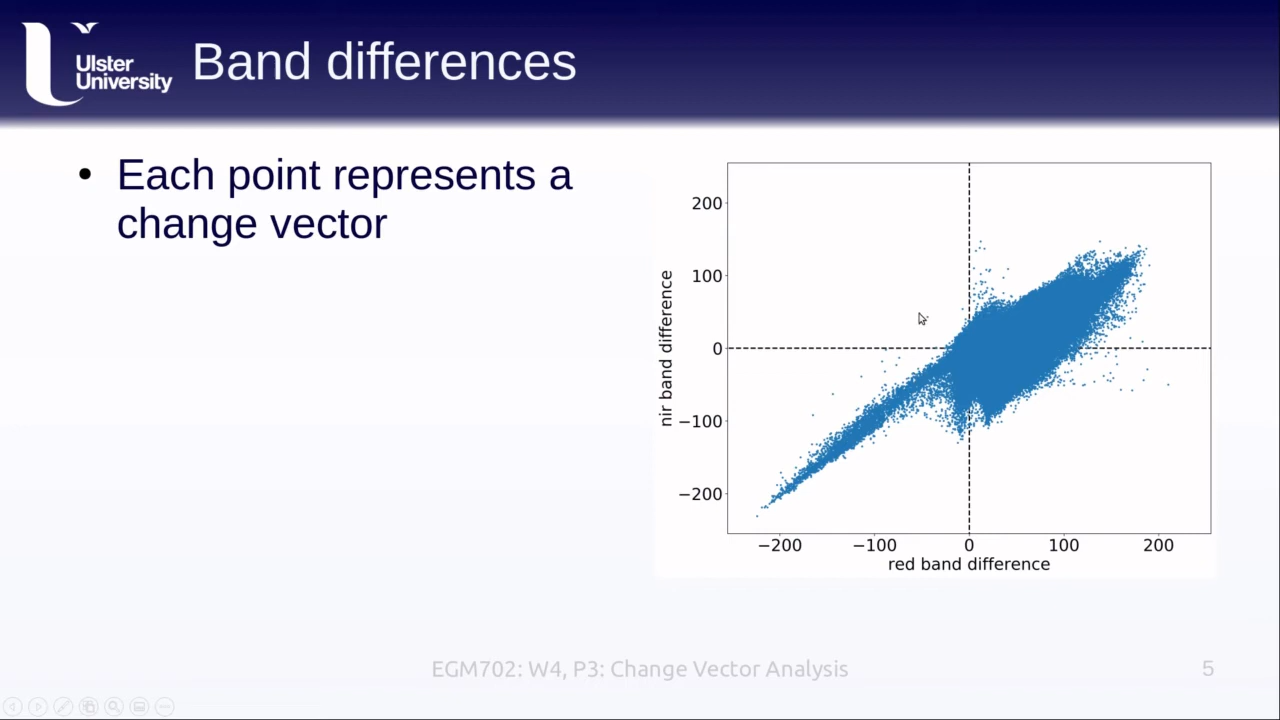 Ulster
University
Band differences
• Each point represents a
change vector
200
100
0
−100
−200
nir band difference
−200 −100 0 100 200
red band difference
EGM702: W4, P3: Change Vector Analysis
5